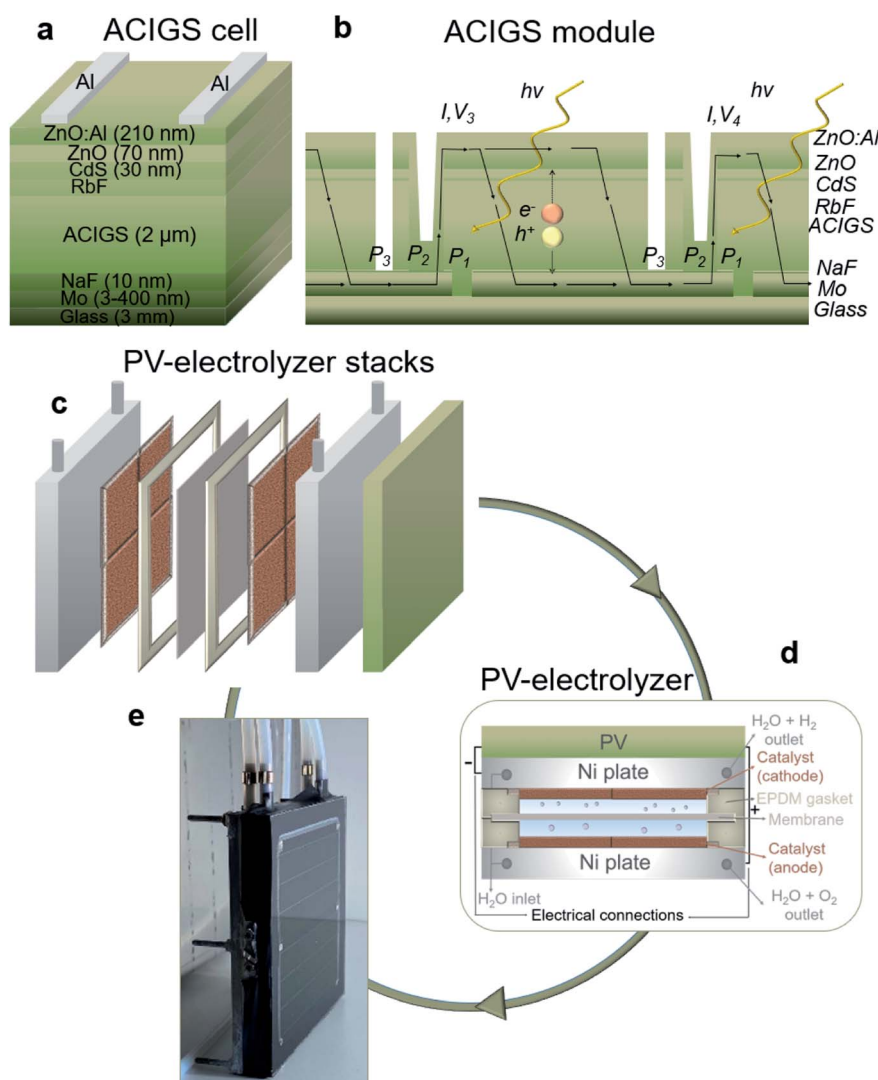 a
ACIGS cell
Al
Al
ZnO:Al (210 nm)
ZnO (70 nm)
CdS (30 nm)
RbF
ACIGS (2 µm)
NaF (10 nm)
Mo (3-400 nm)
Glass (3 mm)
b
ACIGS module
hν
hν
I,V3
I,V4
ZnO:Al
ZnO
CdS
RbF
ACIGS
e-
h+
P3
P2
P1
P3
P2
P1
NaF
Mo
Glass
PV-electrolyzer stacks
c
d
PV-electrolyzer
PV
-
Ni plate
H2O + H2
outlet
Catalyst
(cathode)
EPDM gasket
+
Membrane
Catalyst
(anode)
Ni plate
H2O inlet
H2O + O2
outlet
Electrical connections
e